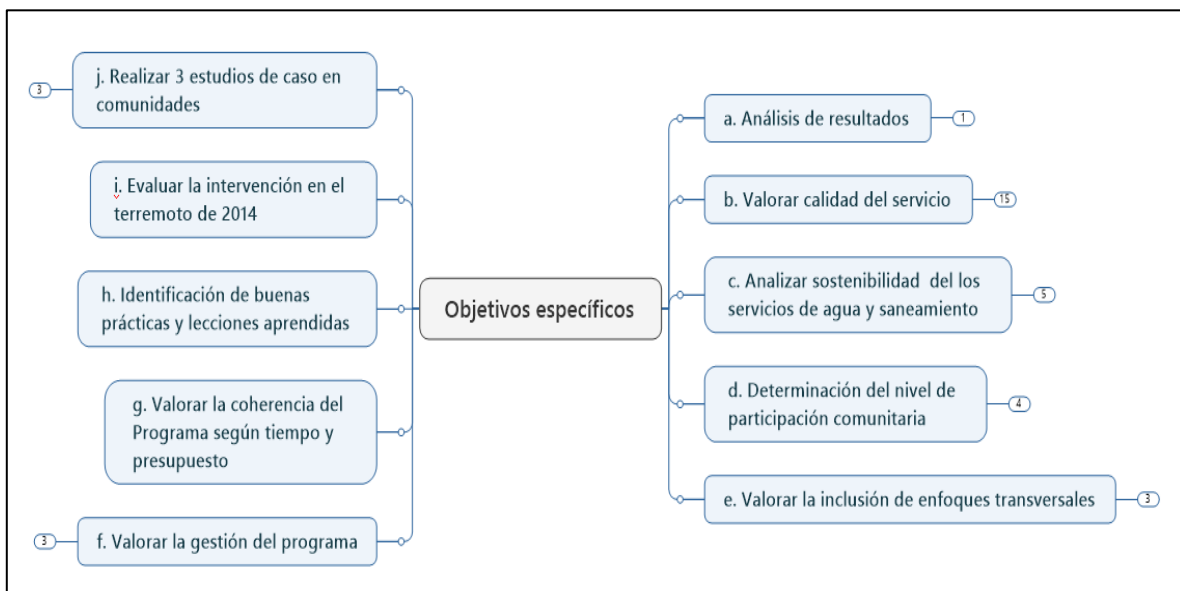 Objetivos específicos
a. Análisis de resultados
1
b. Valorar calidad del servicio
15
c. Analizar sostenibilidad del los
servicios de agua y saneamiento
5
d. Determinación del nivel de
participación comunitaria
4
e. Valorar la inclusión de enfoques transversales
3
f. Valorar la gestión del programa
3
g. Valorar la coherencia del
Programa según tiempo y
presupuesto
h. Identificación de buenas
prácticas y lecciones aprendidas
i. Evaluar la intervención en el
terremoto de 2014
j. Realizar 3 estudios de caso en
comunidades
3